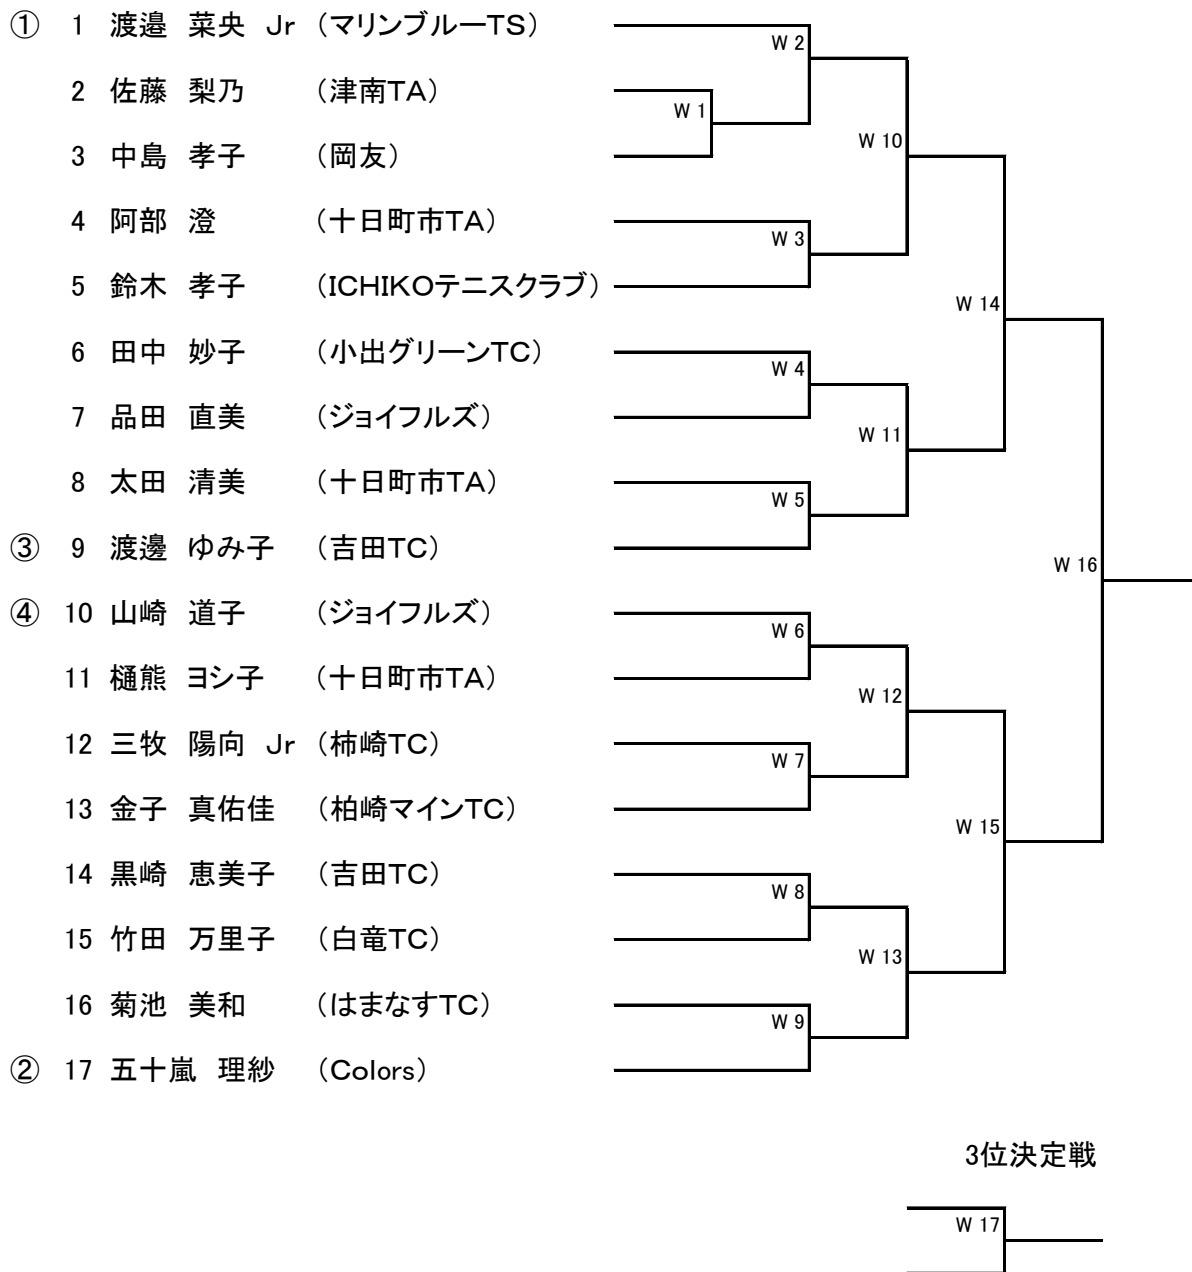 ① 1 渡邉 菜央 Jr （マリンブルーTS）
W 2
2 佐藤 梨乃 （津南TA）
W 1
W 10
3 中島 孝子 （岡友）
4 阿部 澄 （十日町市TA）
W 3
5 鈴木 孝子 （ICHIKOテニスクラブ）
W 14
6 田中 妙子 （小出グリーンTC）
W 4
7 品田 直美 （ジョイフルズ）
W 11
8 太田 清美 （十日町市TA）
W 5
③ 9 渡邊 ゆみ子 （吉田TC）
W 16
④ 10 山崎 道子 （ジョイフルズ）
W 6
11 樋熊 ヨシ子 （十日町市TA）
W 12
12 三牧 陽向 Jr （柿崎TC）
W 7
13 金子 真佑佳 （柏崎マインTC）
W 15
14 黒崎 恵美子 （吉田TC）
W 8
15 竹田 万里子 （白竜TC）
W 13
16 菊池 美和 （はまなすTC）
W 9
② 17 五十嵐 理紗 （Colors）
3位決定戦
W 17